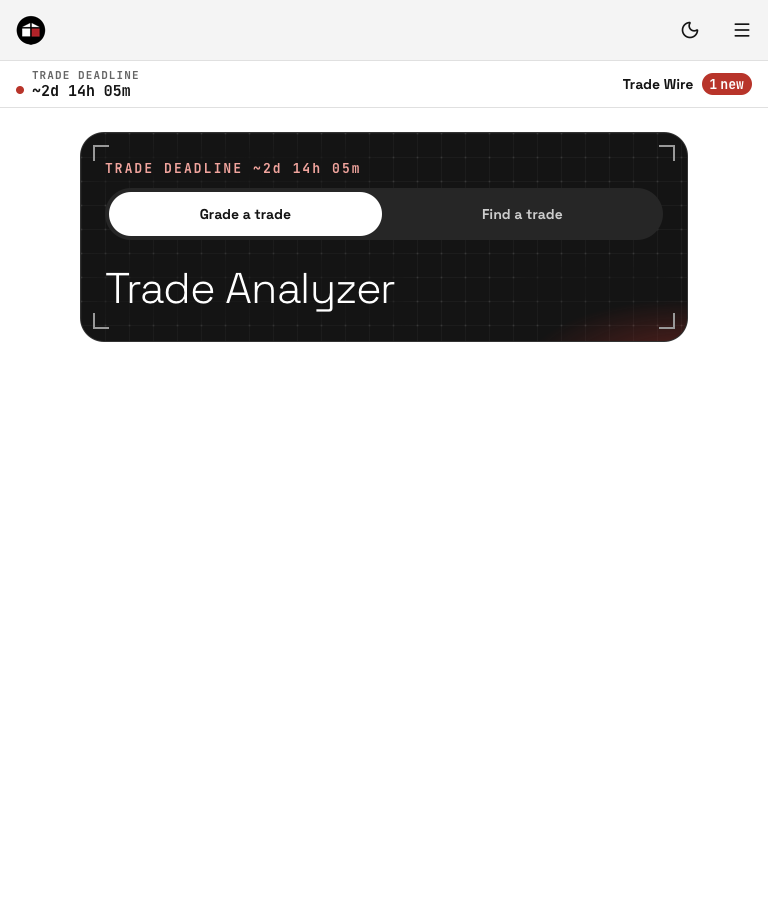 TRADE DEADLINE
~2d 14h 05m
Trade Wire 1 new
TRADE DEADLINE ~2d 14h 05m
Grade a trade
Find a trade
Trade Analyzer